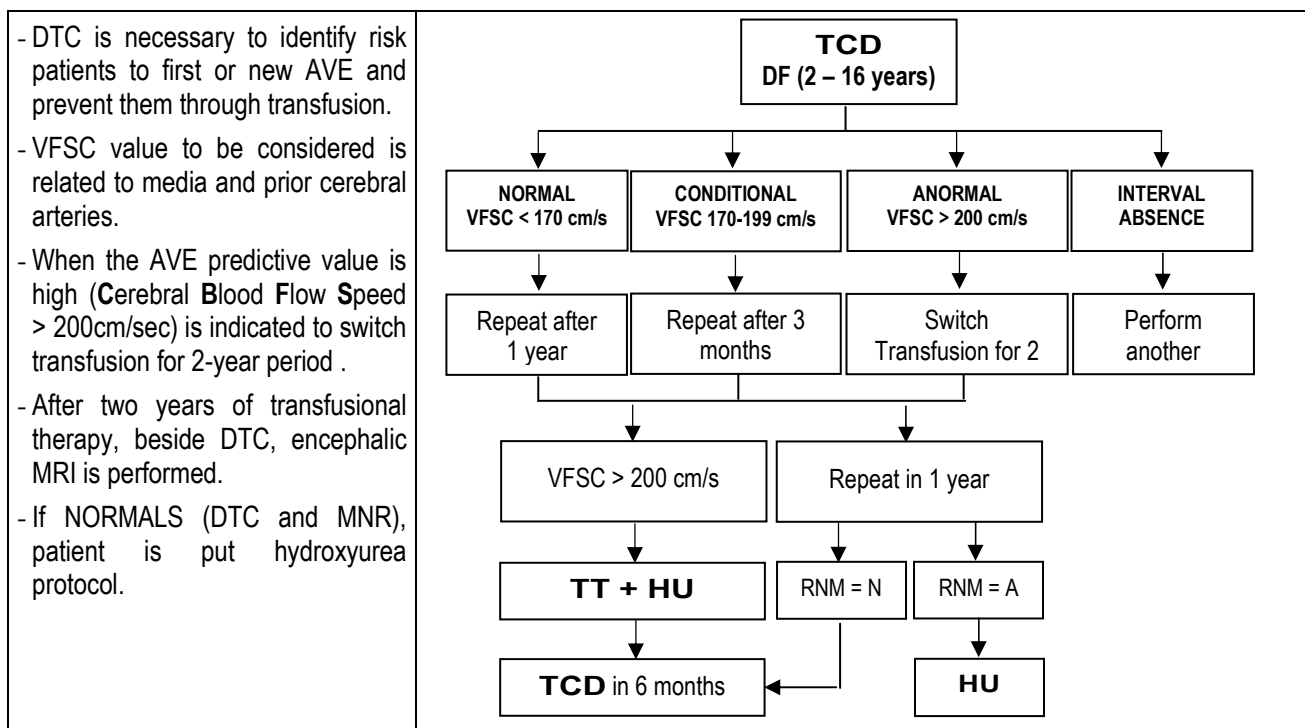 - DTC is necessary to identify risk
patients to first or new AVE and
prevent them through transfusion.
- VFSC value to be considered is
related to media and prior cerebral
arteries.
- When the AVE predictive value is
high (Cerebral Blood Flow Speed
> 200cm/sec) is indicated to switch
transfusion for 2-year period .
- After two years of transfusional
therapy, beside DTC, encephalic
MRI is performed.
- If NORMALS (DTC and MNR),
patient is put hydroxyurea
protocol.
TCD
DF (2 – 16 years)
NORMAL
VFSC < 170 cm/s
CONDITIONAL
VFSC 170-199 cm/s
ANORMAL
VFSC > 200 cm/s
INTERVAL
ABSENCE
Repeat after
1 year
Repeat after 3
months
Switch
Transfusion for 2
Perform
another
VFSC > 200 cm/s
Repeat in 1 year
TT + HU
RNM = N
RNM = A
TCD in 6 months
HU